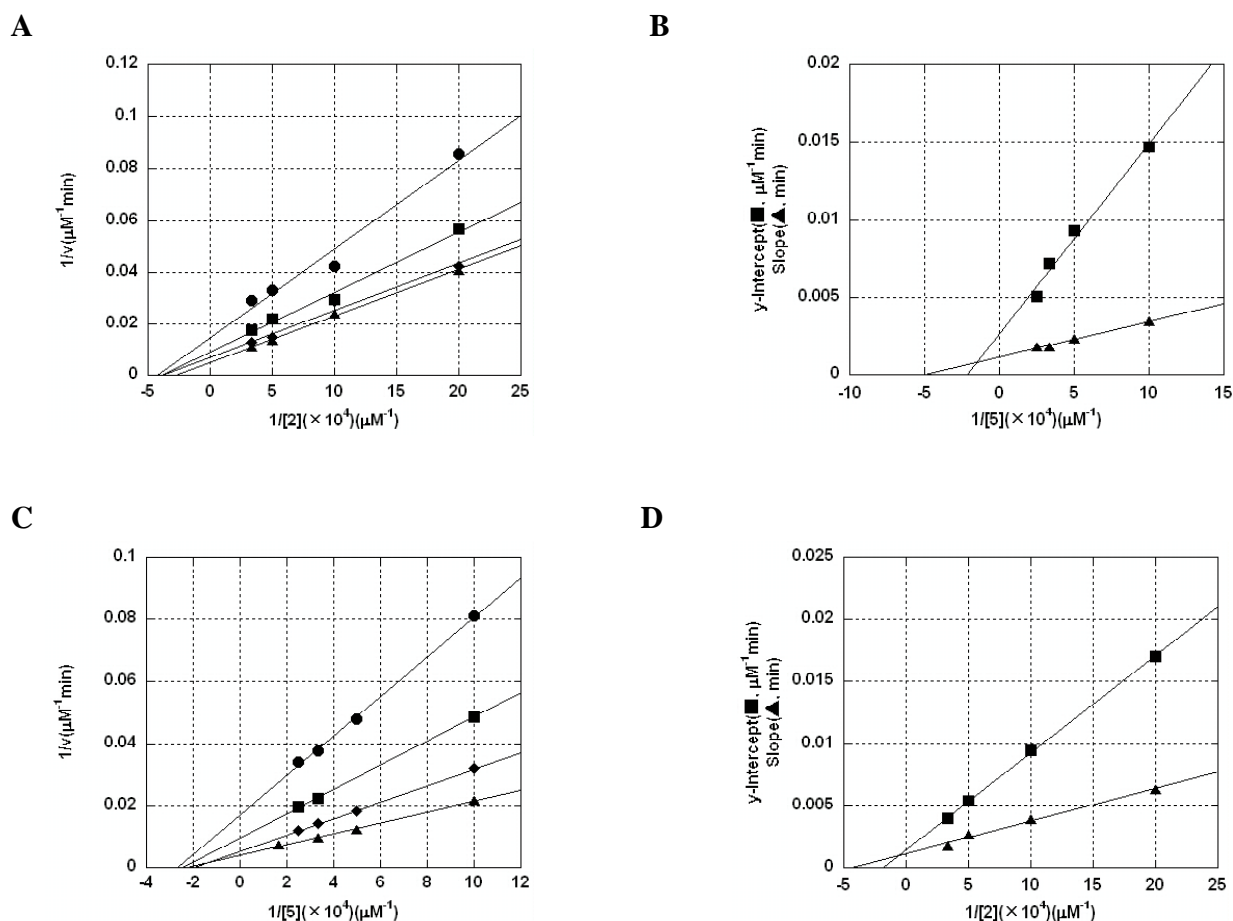 A
0.12
0.1
0.08
0.06
0.04
0.02
0
1/v(μM⁻¹min)
-5 0 5 10 15 20 25
1/[2](×10⁴)(μM⁻¹)
B
0.02
0.015
0.01
0.005
0
y-Intercept(■, μM⁻¹min)
Slope(▲, min)
-10 -5 0 5 10 15
1/[5](×10⁴)(μM⁻¹)
C
0.1
0.08
0.06
0.04
0.02
0
1/v(μM⁻¹min)
-4 -2 0 2 4 6 8 10 12
1/[5](×10⁴)(μM⁻¹)
D
0.025
0.02
0.015
0.01
0.005
0
y-Intercept(■, μM⁻¹min)
Slope(▲, min)
-5 0 5 10 15 20 25
1/[2](×10⁴)(μM⁻¹)